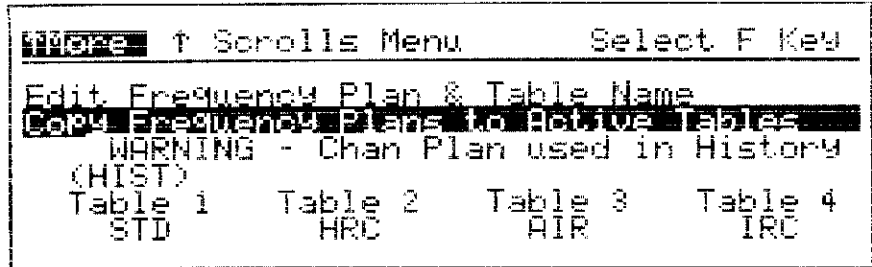 ↑More ↑ Scrolls Menu Select F Key
Edit Frequency Plan & Table Name
Copy Frequency Plans to Active Tables
WARNING - Chan Plan used in History
(HIST)
Table 1 Table 2 Table 3 Table 4
STD HRC AIR IRC